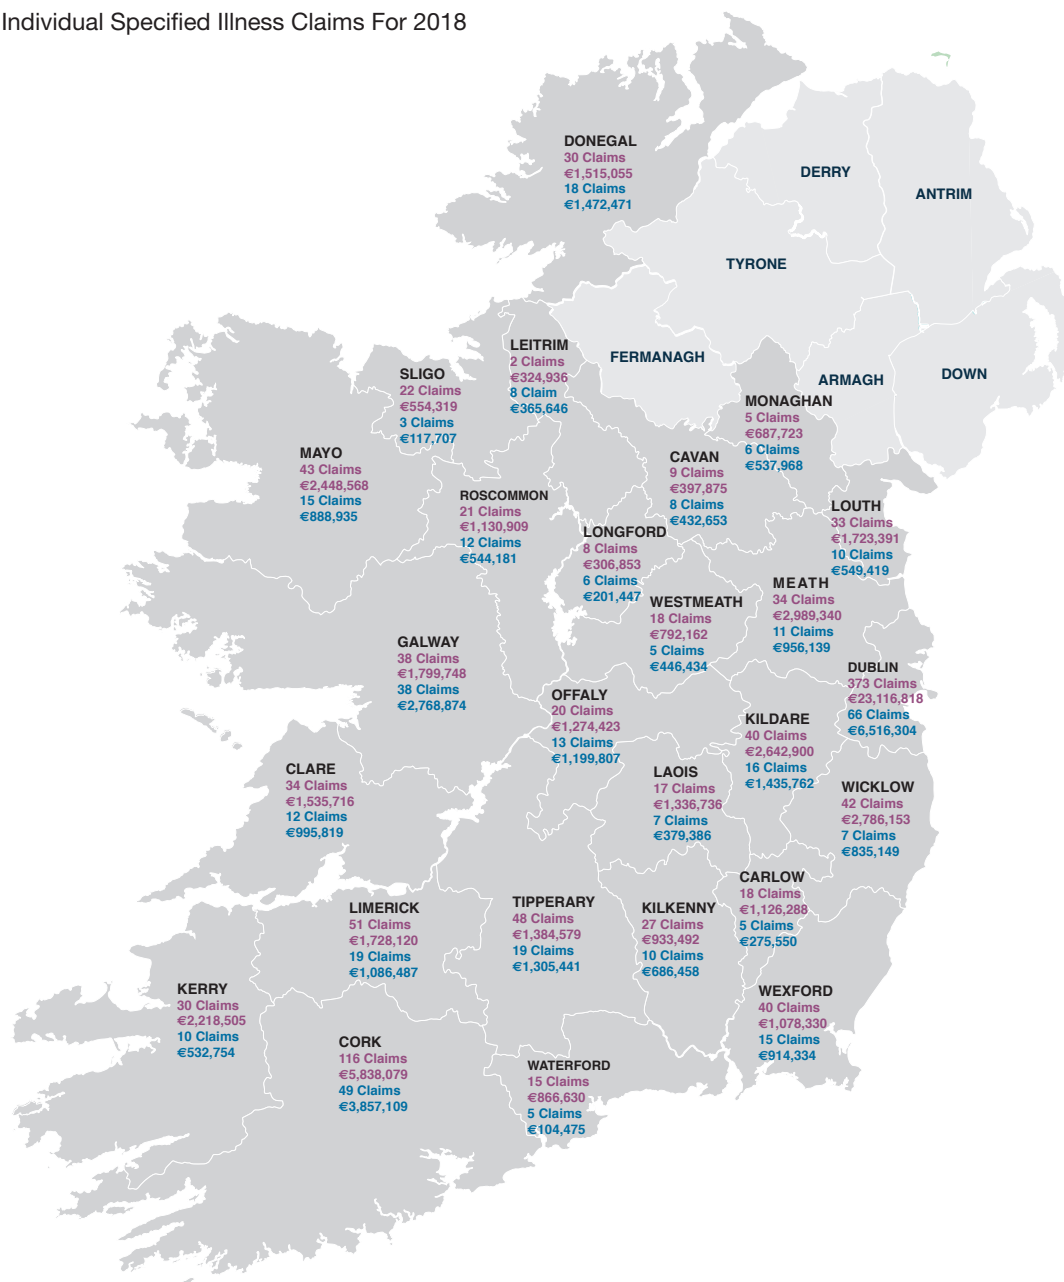 Individual Specified Illness Claims For 2018
DONEGAL
30 Claims
€1,515,055
18 Claims
€1,472,471
DERRY
ANTRIM
TYRONE
FERMANAGH
ARMAGH
DOWN
LEITRIM
2 Claims
€324,936
8 Claim
€365,646
SLIGO
22 Claims
€554,319
3 Claims
€117,707
MONAGHAN
5 Claims
€687,723
6 Claims
€537,968
MAYO
43 Claims
€2,448,568
15 Claims
€888,935
CAVAN
9 Claims
€397,875
8 Claims
€432,653
ROSCOMMON
21 Claims
€1,130,909
12 Claims
€544,181
LOUTH
33 Claims
€1,723,391
10 Claims
€549,419
LONGFORD
8 Claims
€306,853
6 Claims
€201,447
MEATH
34 Claims
€2,989,340
11 Claims
€956,139
WESTMEATH
18 Claims
€792,162
5 Claims
€446,434
GALWAY
38 Claims
€1,799,748
38 Claims
€2,768,874
DUBLIN
373 Claims
€23,116,818
66 Claims
€6,516,304
OFFALY
20 Claims
€1,274,423
13 Claims
€1,199,807
KILDARE
40 Claims
€2,642,900
16 Claims
€1,435,762
CLARE
34 Claims
€1,535,716
12 Claims
€995,819
LAOIS
17 Claims
€1,336,736
7 Claims
€379,386
WICKLOW
42 Claims
€2,786,153
7 Claims
€835,149
CARLOW
18 Claims
€1,126,288
5 Claims
€275,550
LIMERICK
51 Claims
€1,728,120
19 Claims
€1,086,487
TIPPERARY
48 Claims
€1,384,579
19 Claims
€1,305,441
KILKENNY
27 Claims
€933,492
10 Claims
€686,458
KERRY
30 Claims
€2,218,505
10 Claims
€532,754
WEXFORD
40 Claims
€1,078,330
15 Claims
€914,334
CORK
116 Claims
€5,838,079
49 Claims
€3,857,109
WATERFORD
15 Claims
€866,630
5 Claims
€104,475